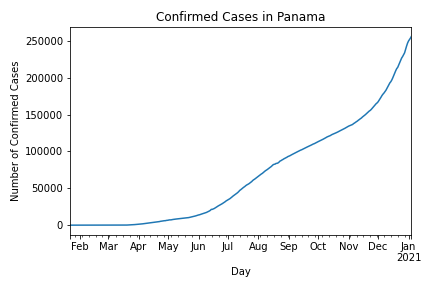 Confirmed Cases in Panama
Number of Confirmed Cases
250000
200000
150000
100000
50000
0
Feb Mar Apr May Jun Jul Aug Sep Oct Nov Dec Jan
2021
Day